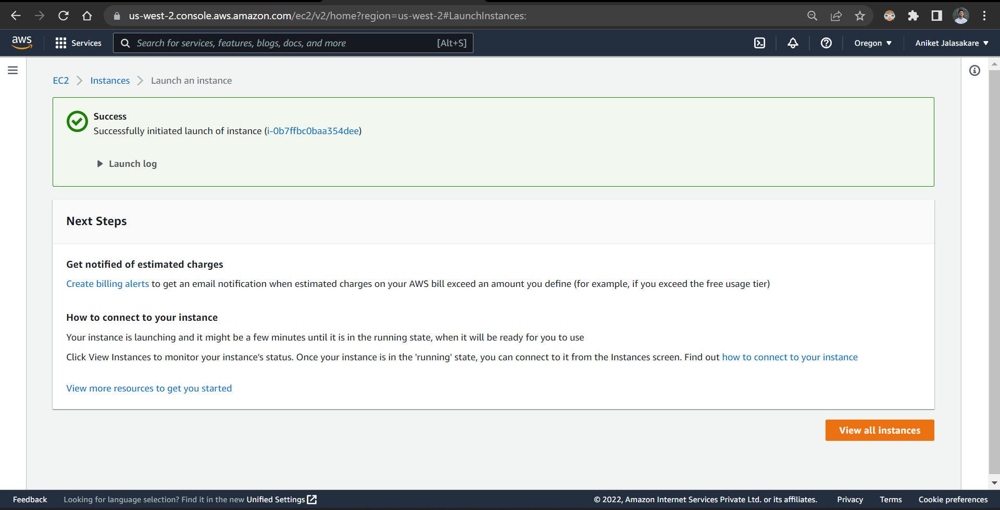 us-west-2.console.aws.amazon.com/ec2/v2/home?region=us-west-2#LaunchInstances:
aws
Services
Search for services, features, blogs, docs, and more
[Alt+S]
Oregon
Aniket Jalasakare
EC2
Instances
Launch an instance
Success
Successfully initiated launch of instance (i-0b7ffbc0baa354dee)
Launch log
Next Steps
Get notified of estimated charges
Create billing alerts to get an email notification when estimated charges on your AWS bill exceed an amount you define (for example, if you exceed the free usage tier)
How to connect to your instance
Your instance is launching and it might be a few minutes until it is in the running state, when it will be ready for you to use
Click View Instances to monitor your instance's status. Once your instance is in the 'running' state, you can connect to it from the Instances screen. Find out how to connect to your instance
View more resources to get you started
View all instances
Feedback
Looking for language selection? Find it in the new Unified Settings
© 2022, Amazon Internet Services Private Ltd. or its affiliates.
Privacy
Terms
Cookie preferences